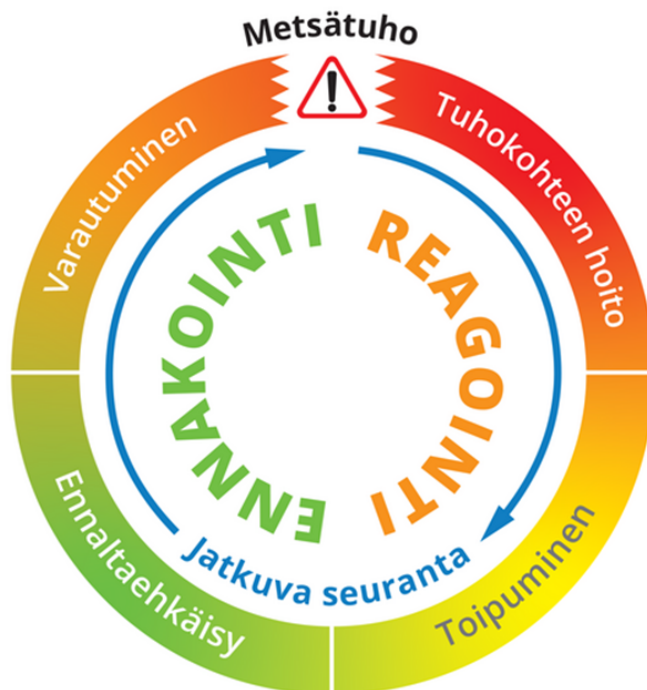 Metsätuho
Varautuminen
Tuhokohteen hoito
ENNAKOINTI
REAGOINTI
Jatkuva seuranta
Ennaltaehkäisy
Toipuminen